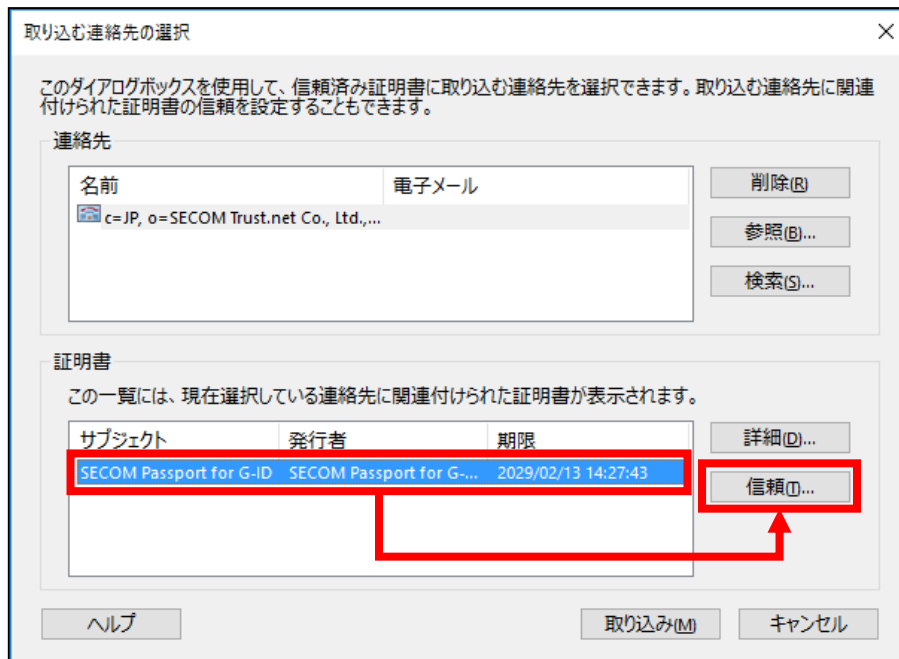 取り込む連絡先の選択
このダイアログボックスを使用して、信頼済み証明書に取り込む連絡先を選択できます。取り込む連絡先に関連
付けられた証明書の信頼を設定することもできます。
連絡先
名前 電子メール
c=JP, o=SECOM Trust.net Co., Ltd.,...
削除(R)
参照(B)...
検索(S)...
証明書
この一覧には、現在選択している連絡先に関連付けられた証明書が表示されます。
サブジェクト 発行者 期限
SECOM Passport for G-ID SECOM Passport for G-... 2029/02/13 14:27:43
詳細(D)...
信頼(T)...
ヘルプ 取り込み(M) キャンセル